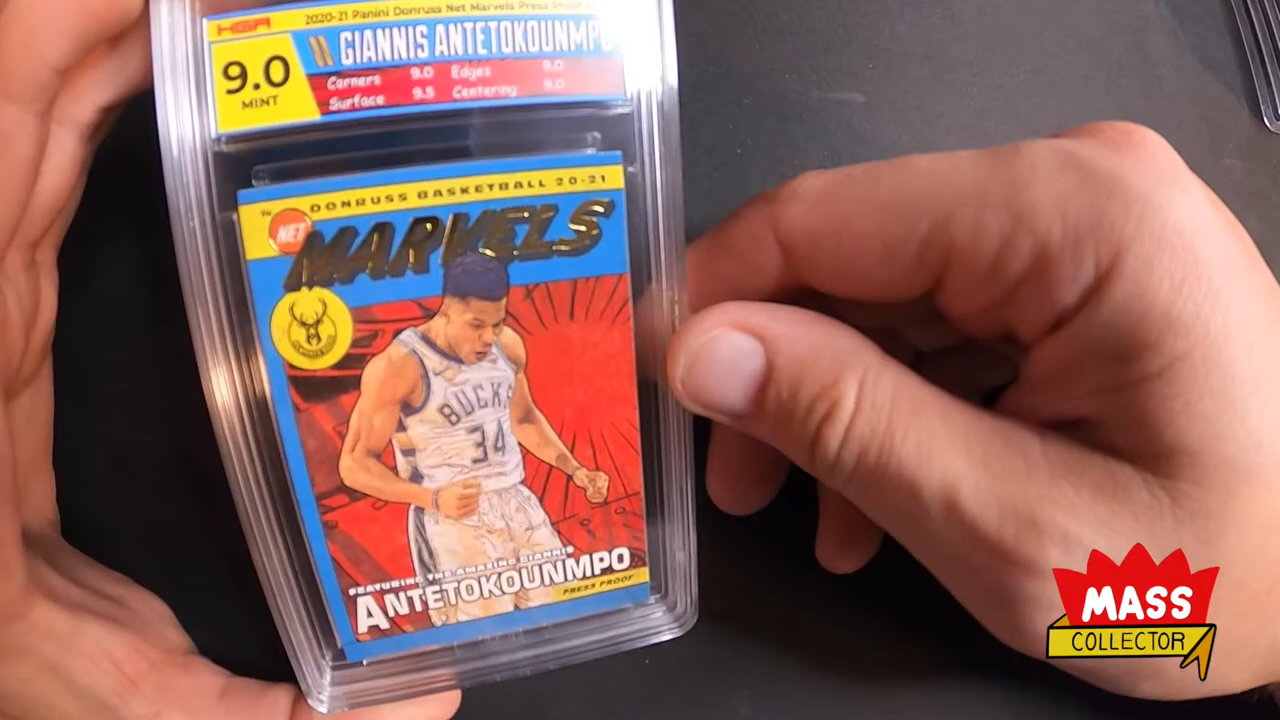 HGA
2020-21 Panini Donruss Net Marvels Press Proof
GIANNIS ANTETOKOUNMPO
9.0
MINT
Corners 9.0 Edges 9.0
Surface 9.5 Centering 9.0
DONRUSS BASKETBALL 20-21
NET
MARVELS
BUCKS
34
FEATURING THE AMAZING GIANNIS
ANTETOKOUNMPO
PRESS PROOF
MASS
COLLECTOR